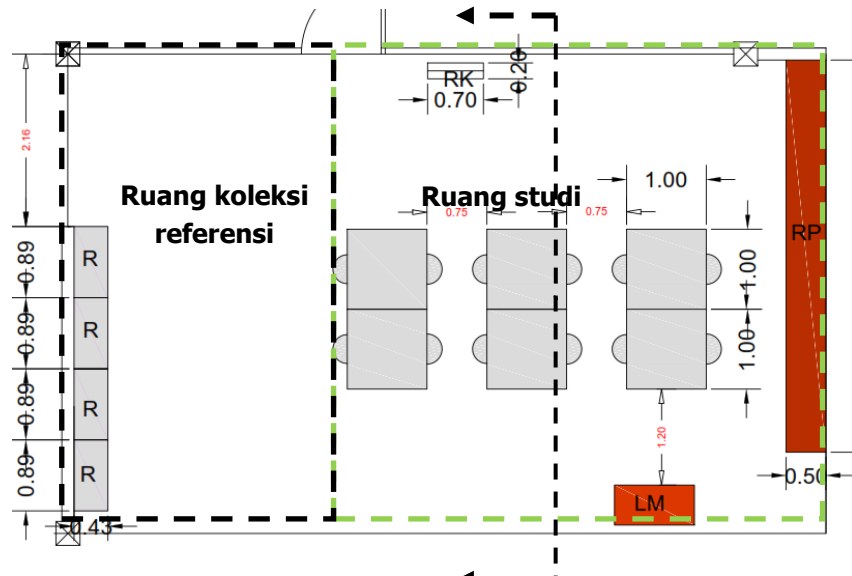 0.20
RK
0.70
2.16
1.00
Ruang koleksi
referensi
Ruang studi
0.75
0.75
RP
0.89
R
1.00
0.89
R
1.00
0.89
R
0.89
R
1.20
0.50
LM
0.43